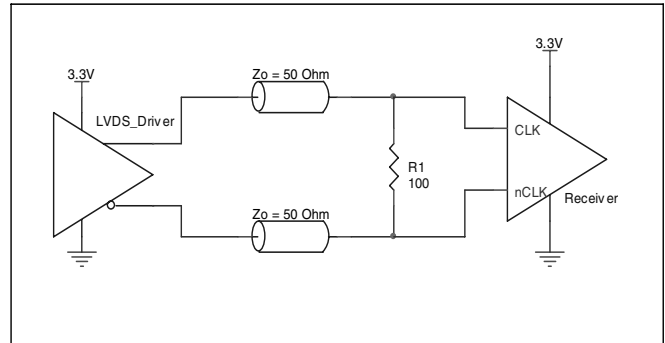 3.3V
LVDS_Driver
Zo = 50 Ohm
3.3V
CLK
R1
100
nCLK
Receiver
Zo = 50 Ohm